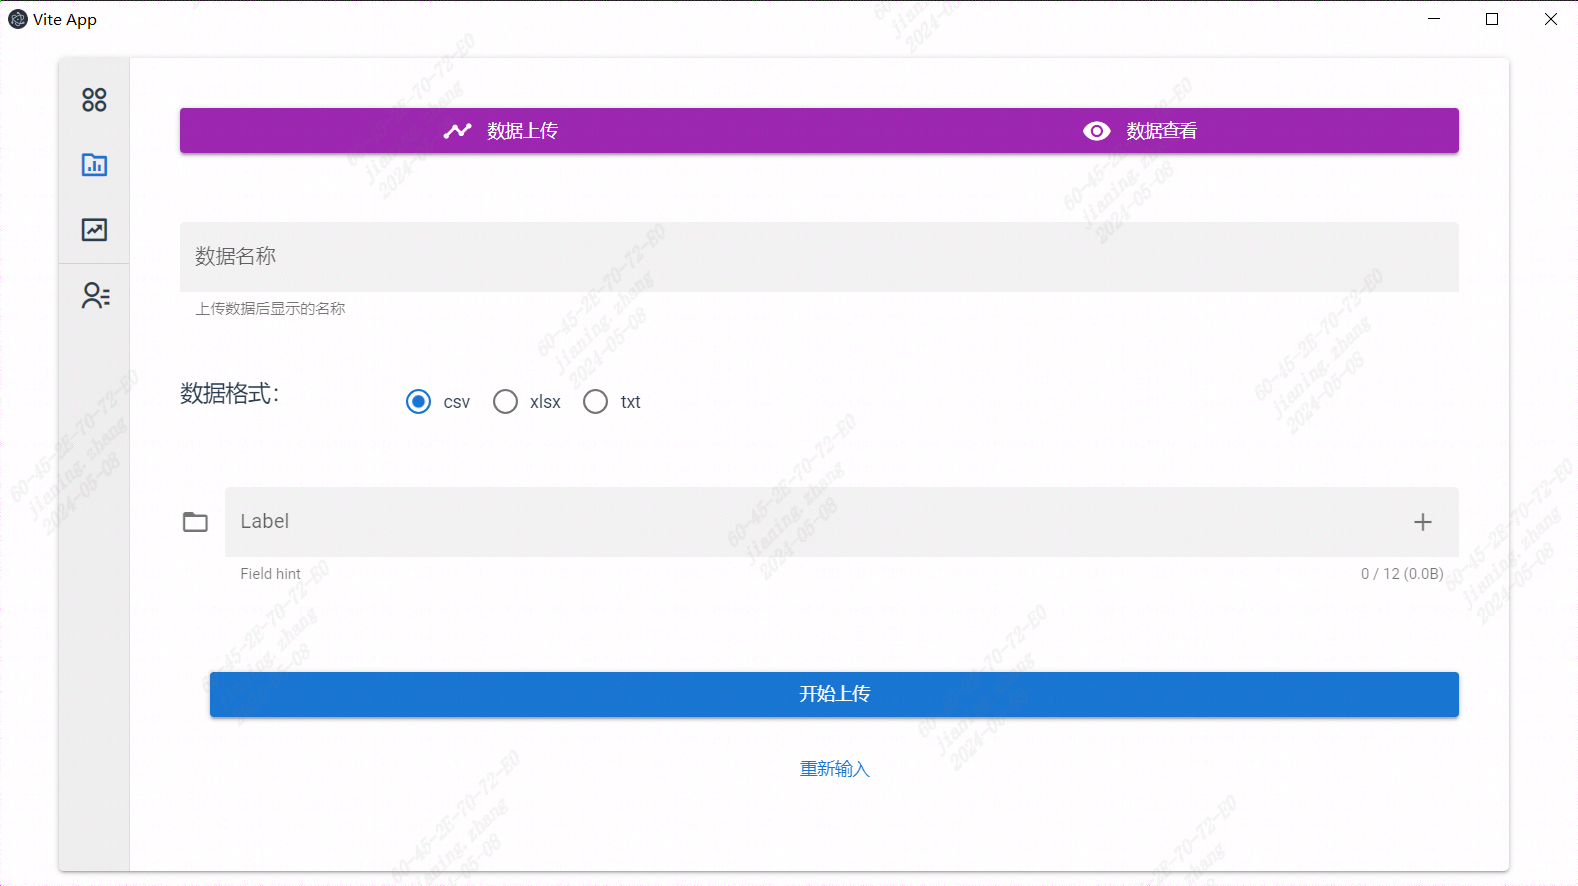 Vite App
数据上传
数据查看
数据名称
上传数据后显示的名称
数据格式：
csv
xlsx
txt
Label
Field hint
0 / 12 (0.0B)
开始上传
重新输入
60-45-2E-70-72-E0
jianing.zhang
2024-05-08